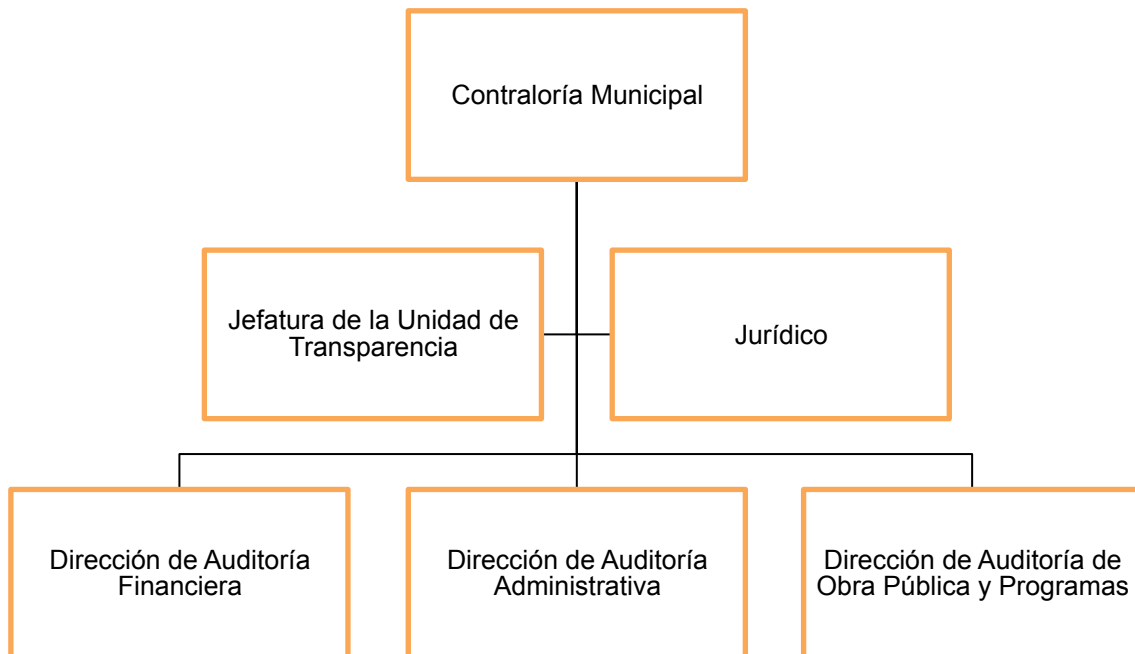 Contraloría Municipal
Jefatura de la Unidad de
Transparencia
Jurídico
Dirección de Auditoría
Financiera
Dirección de Auditoría
Administrativa
Dirección de Auditoría de
Obra Pública y Programas